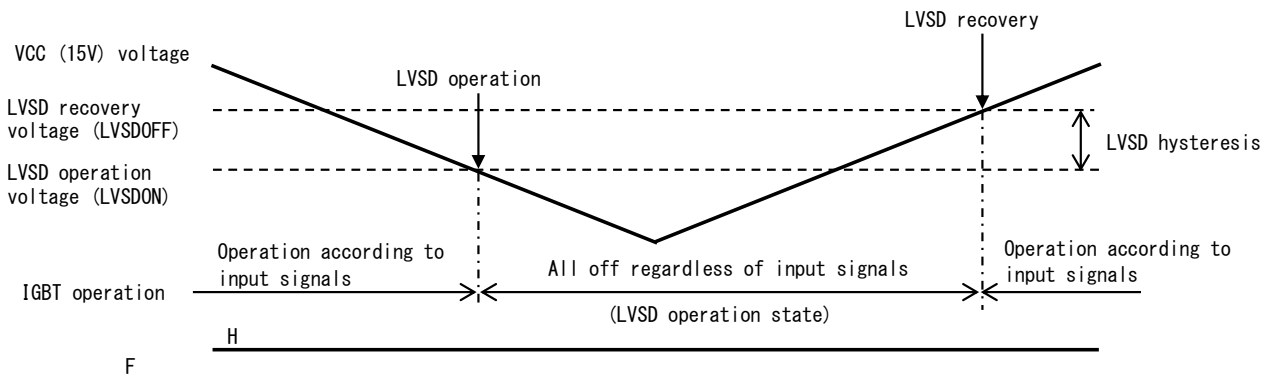 LVSD recovery
VCC (15V) voltage
LVSD operation
LVSD recovery
voltage (LVSDOFF)
LVSD hysteresis
LVSD operation
voltage (LVSDON)
Operation according to
input signals
All off regardless of input signals
Operation according to
input signals
IGBT operation
(LVSD operation state)
H
F